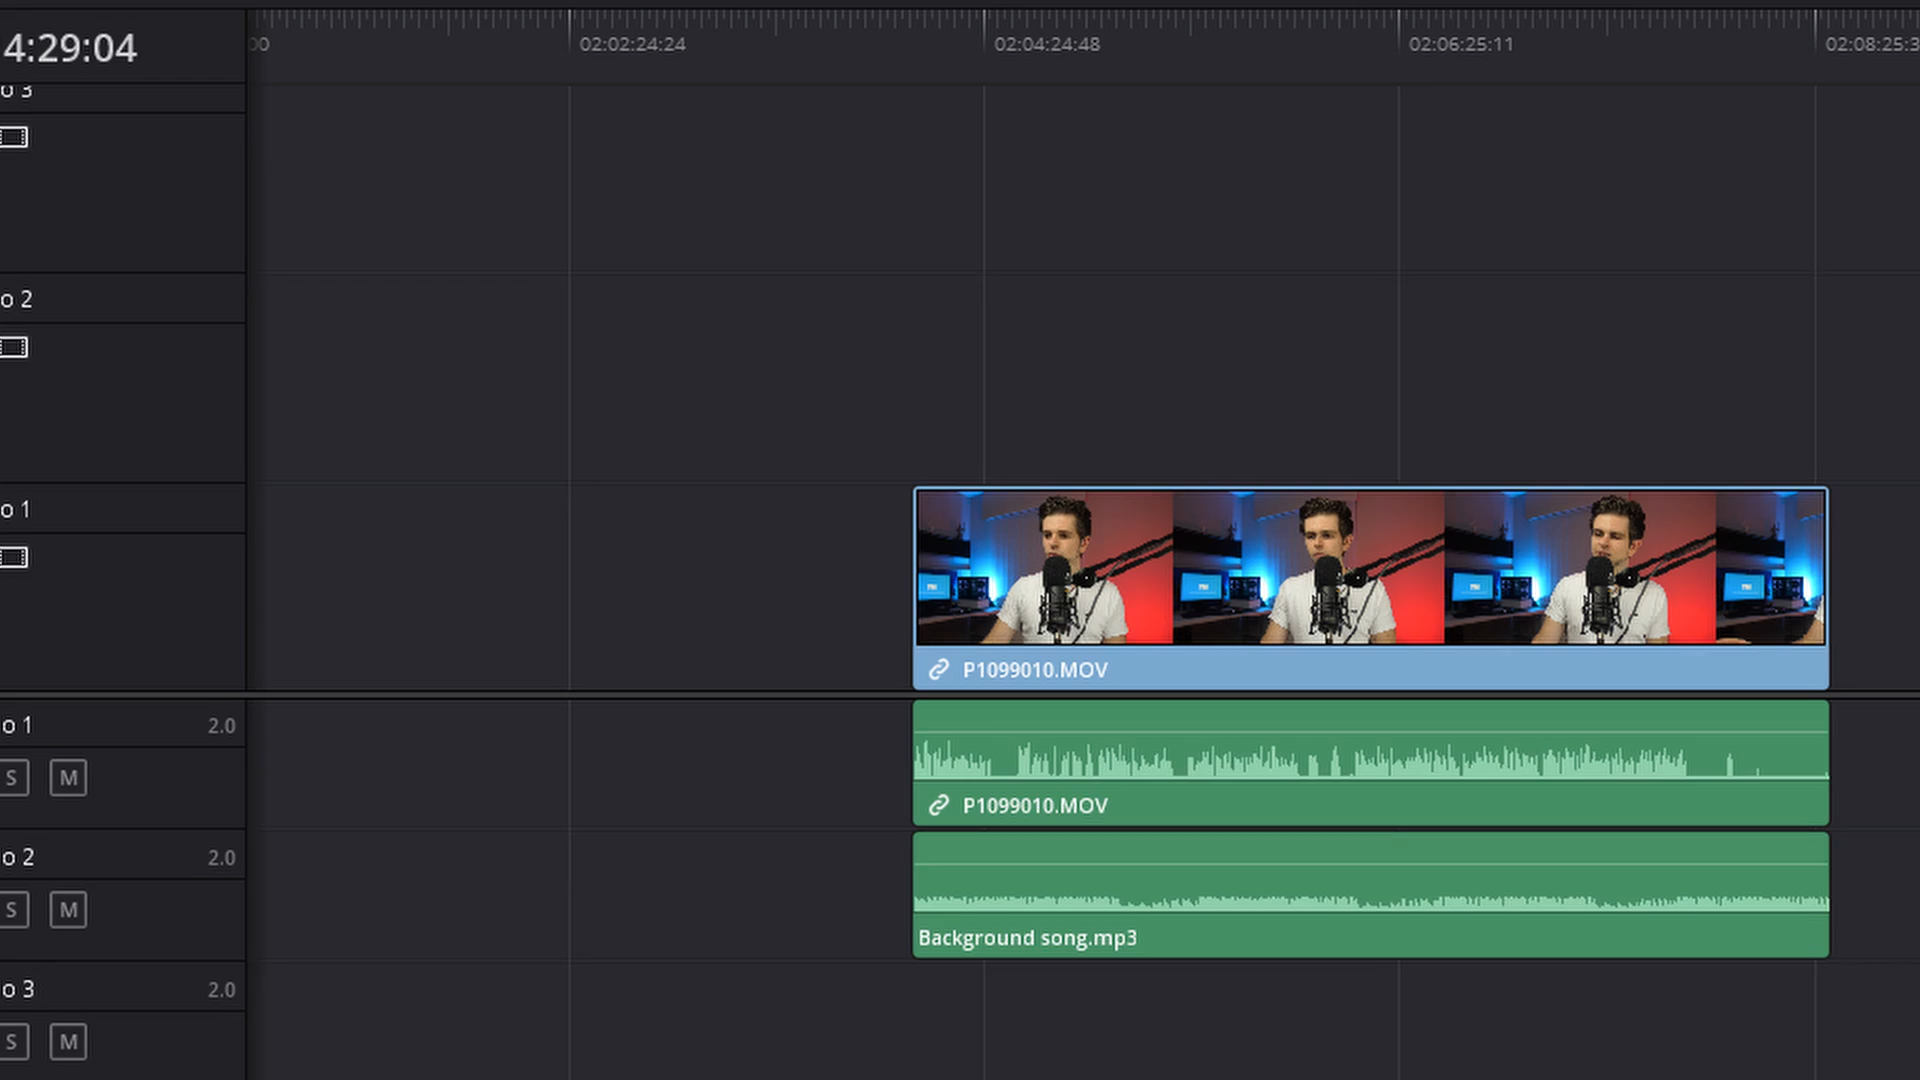 4:29:04
00
02:02:24:24
02:04:24:48
02:06:25:11
02:08:25:3
o 3
o 2
o 1
P1099010.MOV
o 1
2.0
S
M
P1099010.MOV
o 2
2.0
S
M
Background song.mp3
o 3
2.0
S
M